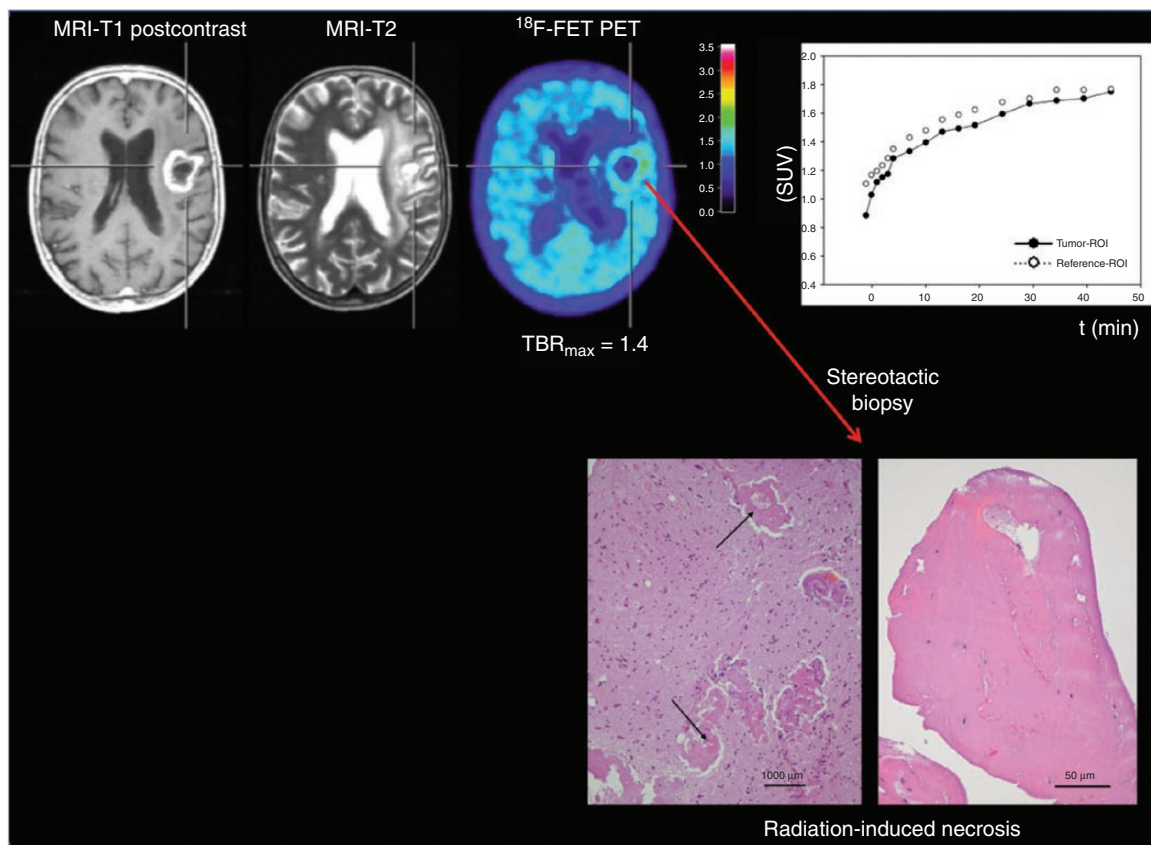 MRI-T1 postcontrast
MRI-T2
18F-FET PET
3.5
3.0
2.5
2.0
1.5
1.0
0.5
0.0
TBRmax = 1.4
(SUV)
2.0
1.8
1.6
1.4
1.2
1.0
0.8
0.6
0.4
Tumor-ROI
Reference-ROI
0 10 20 30 40 50
t (min)
Stereotactic
biopsy
1000 µm
50 µm
Radiation-induced necrosis